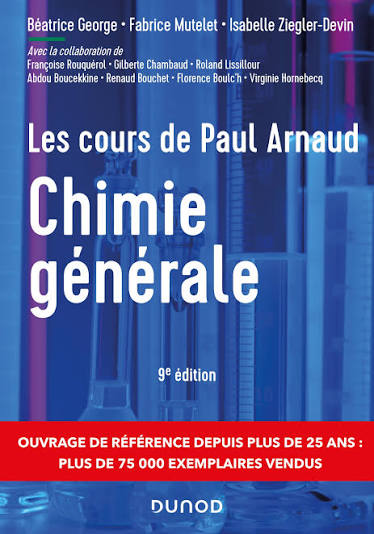 Béatrice George • Fabrice Mutelet • Isabelle Ziegler-Devin
Avec la collaboration de
Françoise Rouquérol • Gilberte Chambaud • Roland Lissillour
Abdou Boucekkine • Renaud Bouchet • Florence Boulc'h • Virginie Hornebecq
Les cours de Paul Arnaud
Chimie
générale
9e édition
OUVRAGE DE RÉFÉRENCE DEPUIS PLUS DE 25 ANS :
PLUS DE 75 000 EXEMPLAIRES VENDUS
DUNOD